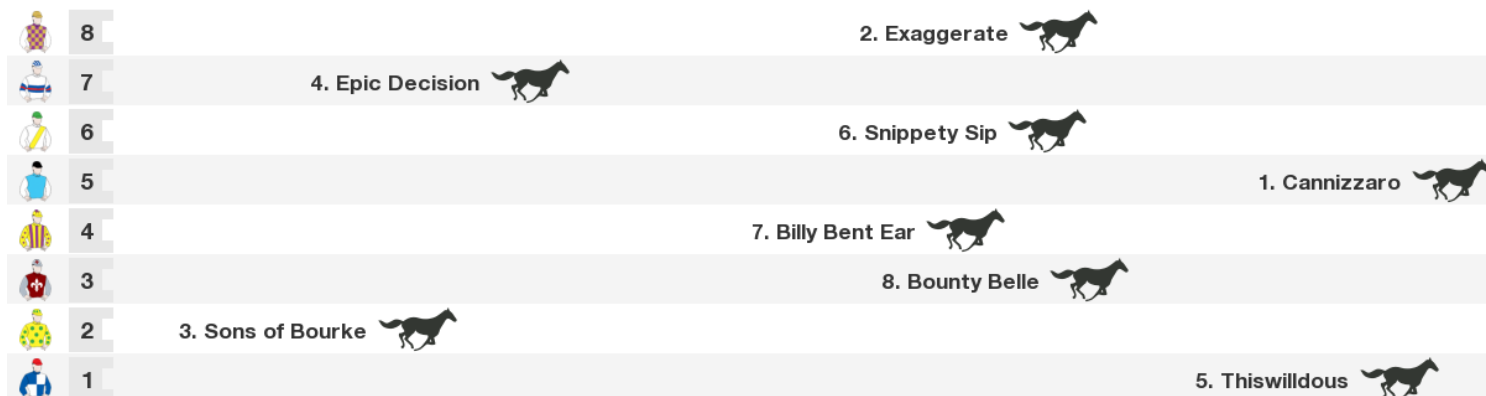 8 2. Exaggerate
7 4. Epic Decision
6 6. Snippety Sip
5 1. Cannizzaro
4 7. Billy Bent Ear
3 8. Bounty Belle
2 3. Sons of Bourke
1 5. Thiswilldous